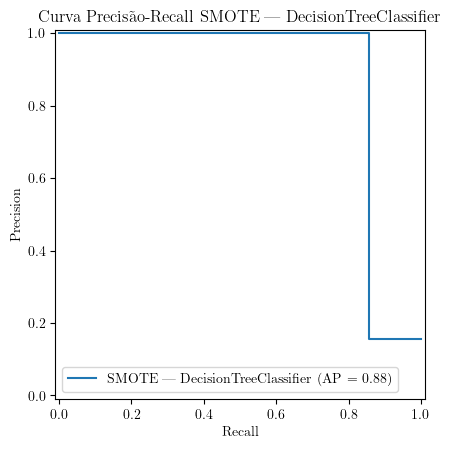 Curva Precisão-Recall SMOTE — DecisionTreeClassifier
1.0
0.8
0.6
0.4
0.2
0.0
Precision
SMOTE — DecisionTreeClassifier (AP = 0.88)
0.0 0.2 0.4 0.6 0.8 1.0
Recall